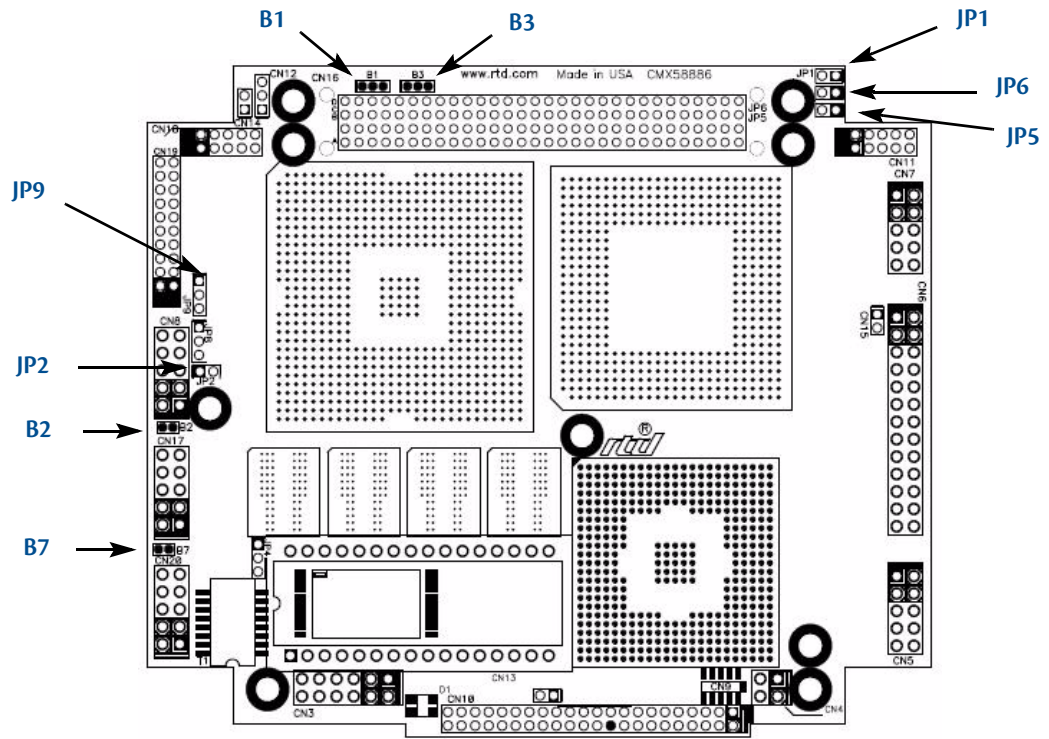 B1
B3
JP1
JP6
JP5
JP9
JP2
B2
B7
CN12
CN16
B1
B3
www.rtd.com Made in USA CMX58886
JP1
JP6
JP5
CN14
CN18
CN19
CN11
CN7
JP9
CN8
JP8
JP2
CN6
CN15
B2
CN17
rtd ®
B7
CN20
JP4
T1
CN13
CN5
CN3
D1
CN10
CN9
CN4